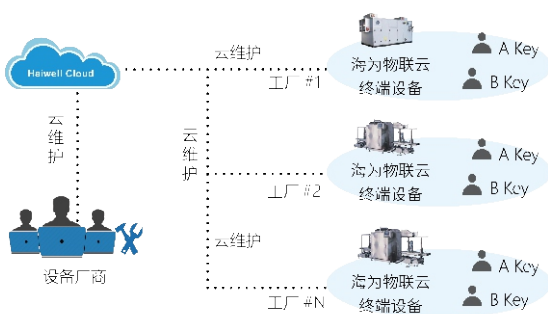 Haiwell Cloud
云维护
设备厂商
云维护
云维护
工厂 #1
海为物联云
终端设备
A Key
B Key
工厂 #2
海为物联云
终端设备
A Key
B Key
云维护
工厂 #N
海为物联云
终端设备
A Key
B Key